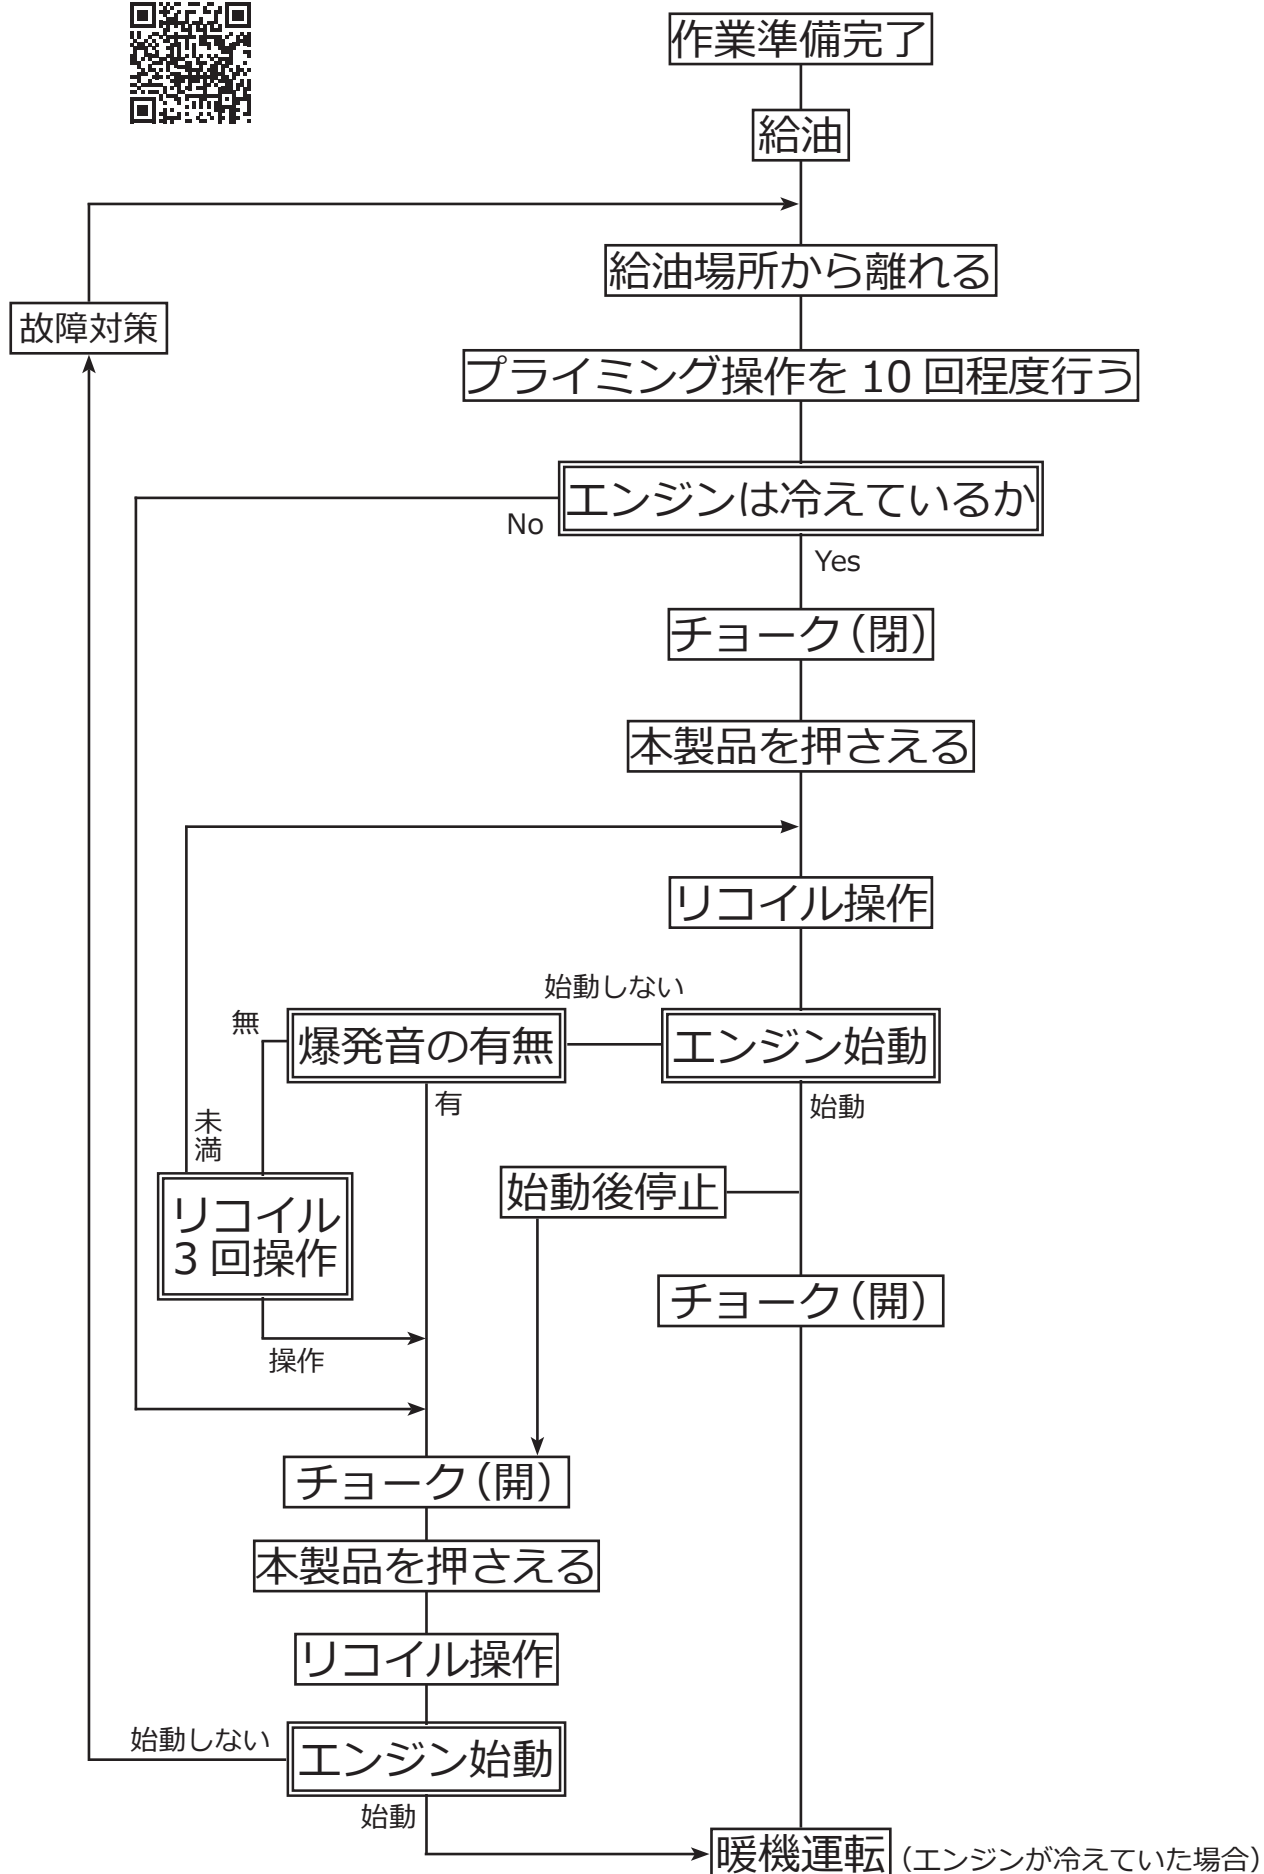 作業準備完了
給油
給油場所から離れる
故障対策
プライミング操作を 10 回程度行う
エンジンは冷えているか
No
Yes
チョーク（閉）
本製品を押さえる
リコイル操作
始動しない
無
爆発音の有無
エンジン始動
有
始動
未満
始動後停止
リコイル
3 回操作
チョーク（開）
操作
チョーク（開）
本製品を押さえる
リコイル操作
始動しない
エンジン始動
始動
暖機運転（エンジンが冷えていた場合）